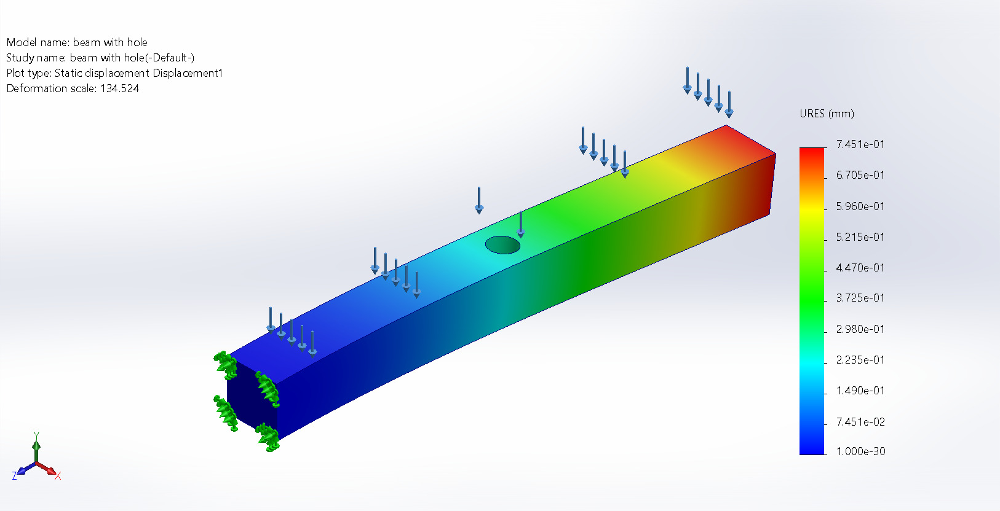 Model name: beam with hole
Study name: beam with hole(-Default-)
Plot type: Static displacement Displacement1
Deformation scale: 134.524
URES (mm)
7.451e-01
6.705e-01
5.960e-01
5.215e-01
4.470e-01
3.725e-01
2.980e-01
2.235e-01
1.490e-01
7.451e-02
1.000e-30
Y
Z
X